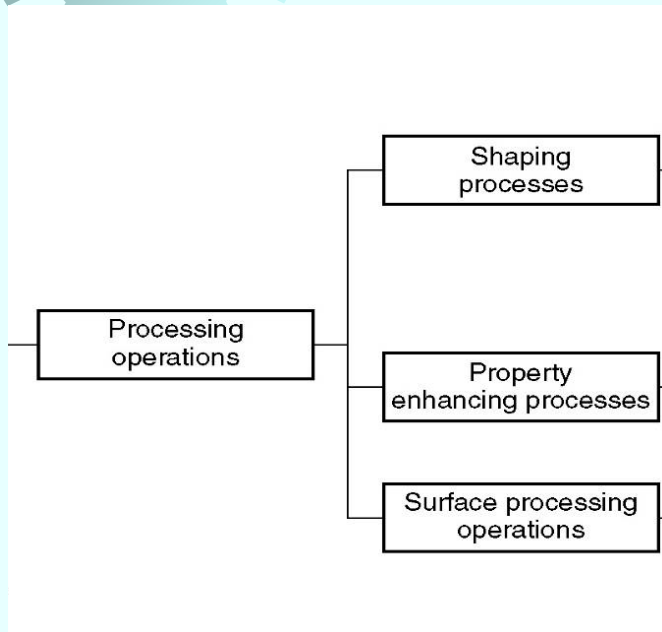 Shaping
processes
Processing
operations
Property
enhancing processes
Surface processing
operations